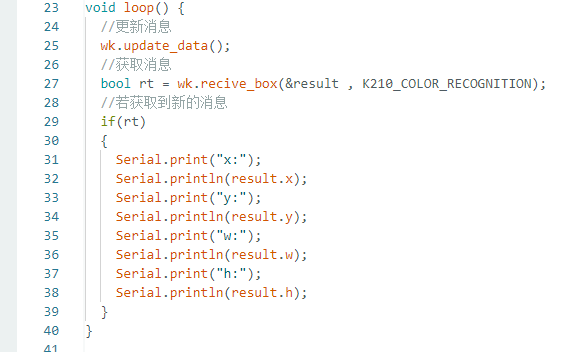 23 void loop() {
24 //更新消息
25 wk.update_data();
26 //获取消息
27 bool rt = wk.recive_box(&result , K210_COLOR_RECOGNITION);
28 //若获取到新的消息
29 if(rt)
30 {
31 Serial.print("x:");
32 Serial.println(result.x);
33 Serial.print("y:");
34 Serial.println(result.y);
35 Serial.print("w:");
36 Serial.println(result.w);
37 Serial.print("h:");
38 Serial.println(result.h);
39 }
40 }
41